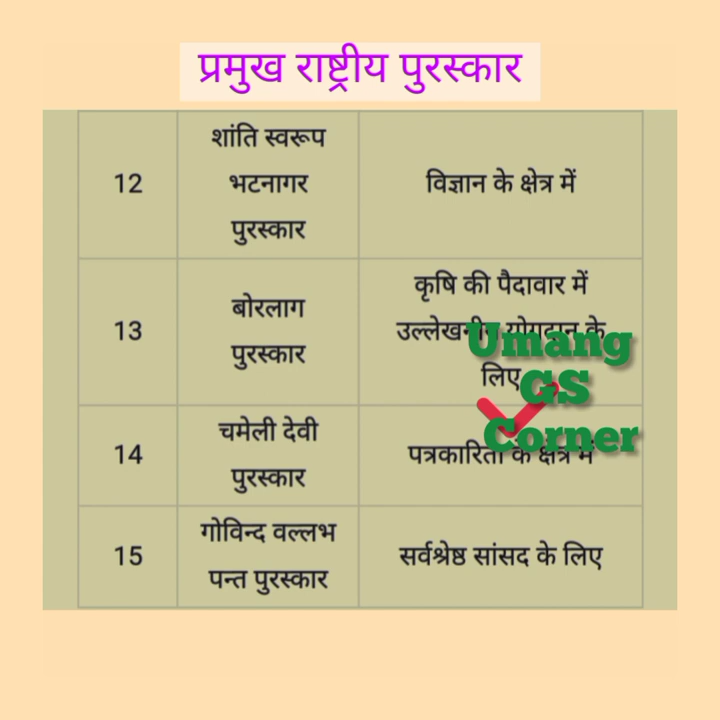 प्रमुख राष्ट्रीय पुरस्कार
12
शांति स्वरूप
भटनागर
पुरस्कार
विज्ञान के क्षेत्र में
13
बोरलाग
पुरस्कार
कृषि की पैदावार में
उल्लेखनीय योगदान के
लिए
14
चमेली देवी
पुरस्कार
पत्रकारिता के क्षेत्र में
15
गोविन्द वल्लभ
पन्त पुरस्कार
सर्वश्रेष्ठ सांसद के लिए
Umang
GS
Corner